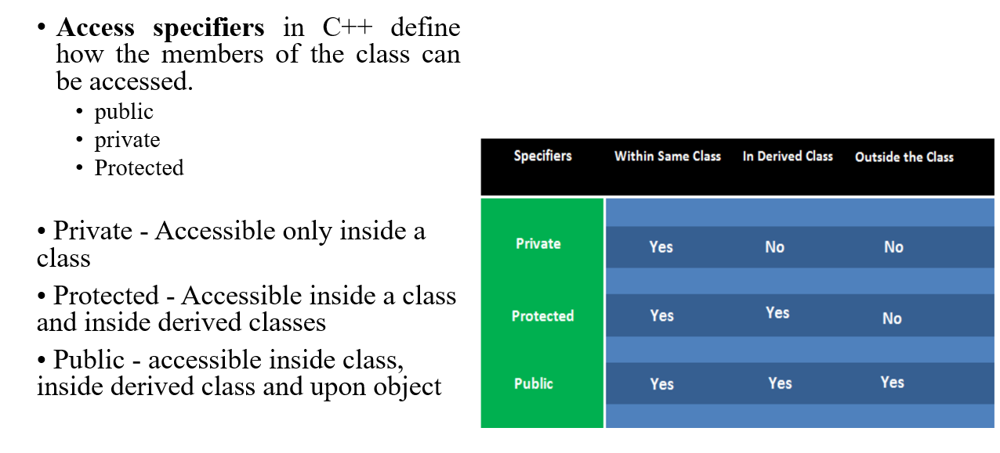 • Access specifiers in C++ define
how the members of the class can
be accessed.
• public
• private
• Protected
• Private - Accessible only inside a
class
• Protected - Accessible inside a class
and inside derived classes
• Public - accessible inside class,
inside derived class and upon object
Specifiers Within Same Class In Derived Class Outside the Class
Private Yes No No
Protected Yes Yes No
Public Yes Yes Yes